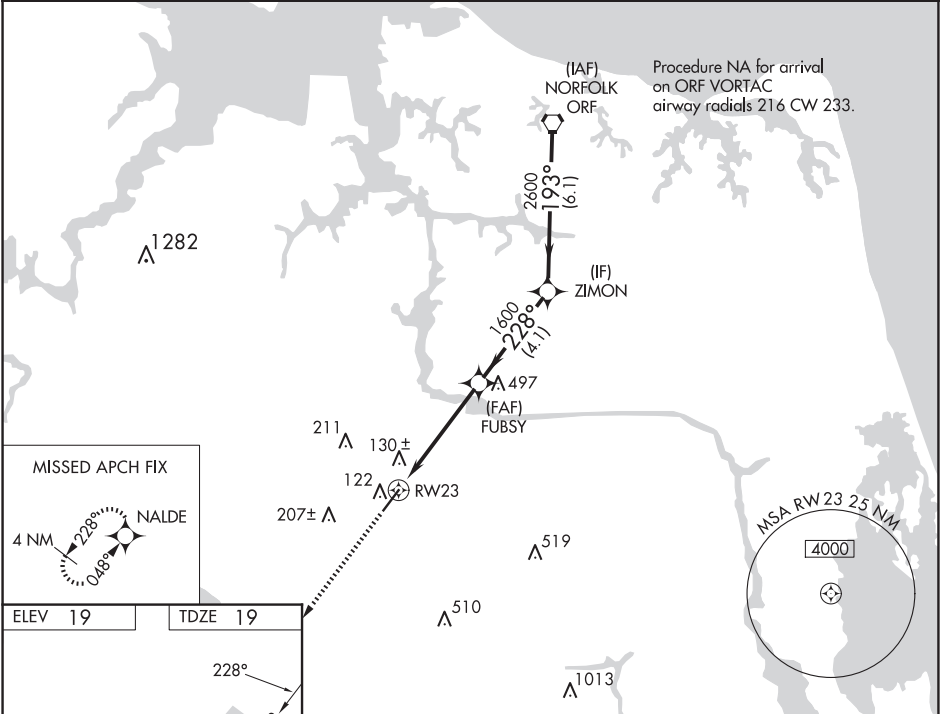 (IAF)
NORFOLK
ORF
Procedure NA for arrival
on ORF VORTAC
airway radials 216 CW 233.
2600
193°
(6.1)
1282
(IF)
ZIMON
1600
228°
(4.1)
497
(FAF)
FUBSY
211
130±
122
RW23
207±
519
510
1013
MISSED APCH FIX
NALDE
4 NM
228°
048°
MSA RW23 25 NM
4000
ELEV 19
TDZE 19
228°